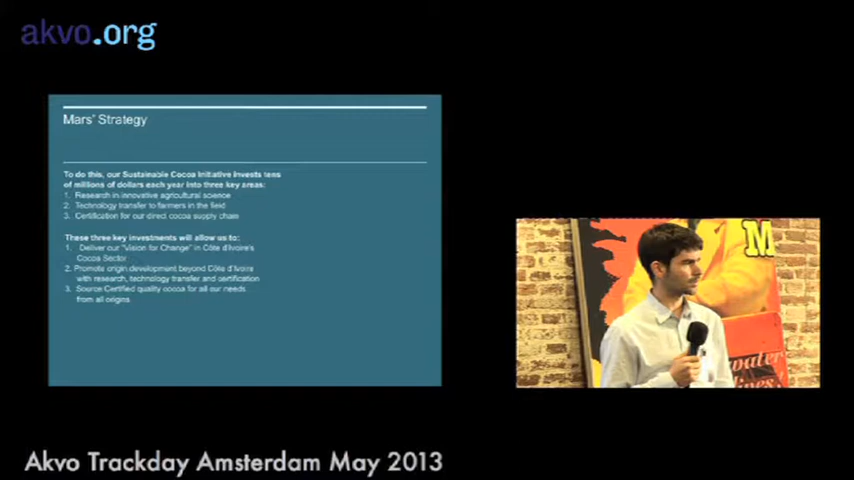 akvo.org
Mars' Strategy
To do this, our Sustainable Cocoa Initiative invests tens
of millions of dollars each year into three key areas:
1. Research in innovative agricultural science
2. Technology transfer to farmers in the field
3. Certification for our direct cocoa supply chain
These three key investments will allow us to:
1. Deliver our "Vision for Change" in Côte d'Ivoire's
Cocoa Sector
2. Promote origin development beyond Côte d'Ivoire
with research, technology transfer and certification
3. Source Certified quality cocoa for all our needs
from all origins
M
water
lines
Akvo Trackday Amsterdam May 2013